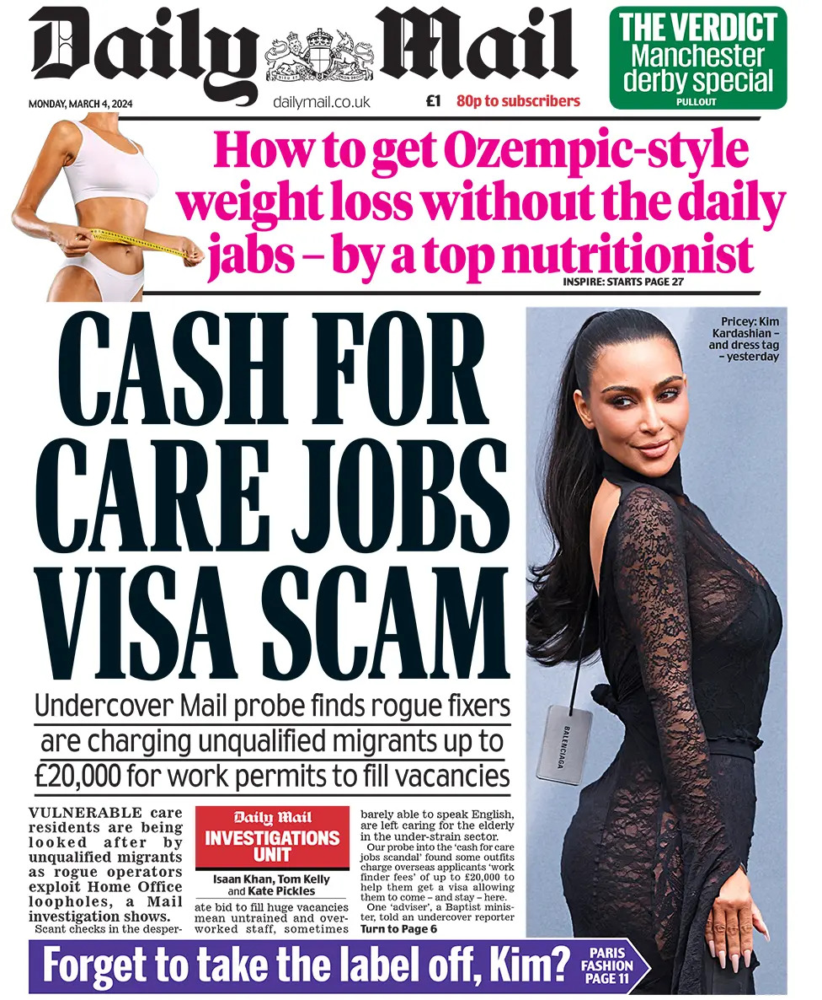 Daily Mail
DIEU ET MON DROIT
THE VERDICT
Manchester
derby special
PULLOUT
MONDAY, MARCH 4, 2024
dailymail.co.uk
£1
80p to subscribers
How to get Ozempic-style
weight loss without the daily
jabs – by a top nutritionist
INSPIRE: STARTS PAGE 27
CASH FOR
CARE JOBS
VISA SCAM
Undercover Mail probe finds rogue fixers
are charging unqualified migrants up to
£20,000 for work permits to fill vacancies
Pricey: Kim
Kardashian –
and dress tag
– yesterday
BALENCIAGA
VULNERABLE care
residents are being
looked after by
unqualified migrants
as rogue operators
exploit Home Office
loopholes, a Mail
investigation shows.
Scant checks in the desper-
Daily Mail
INVESTIGATIONS
UNIT
Isaan Khan, Tom Kelly
and Kate Pickles
ate bid to fill huge vacancies
mean untrained and over-
worked staff, sometimes
barely able to speak English,
are left caring for the elderly
in the under-strain sector.
Our probe into the ‘cash for care
jobs scandal’ found some outfits
charge overseas applicants ‘work
finder fees’ of up to £20,000 to
help them get a visa allowing
them to come – and stay – here.
One ‘adviser’, a Baptist minis-
ter, told an undercover reporter
Turn to Page 6
Forget to take the label off, Kim?
PARIS
FASHION
PAGE 11